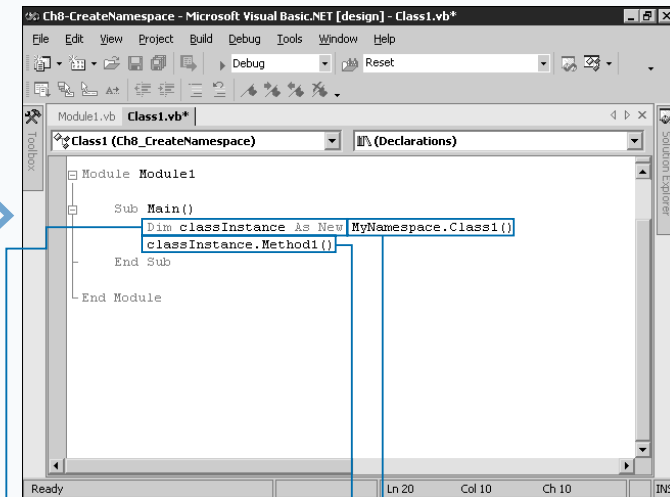 Ch8-CreateNamespace - Microsoft Visual Basic.NET [design] - Class1.vb*
File Edit View Project Build Debug Tools Window Help
Debug Reset
Module1.vb Class1.vb*
Class1 (Ch8_CreateNamespace) (Declarations)
Toolbox
Solution Explorer
Module Module1
Sub Main()
Dim classInstance As New MyNamespace.Class1()
classInstance.Method1()
End Sub
End Module
Ready Ln 20 Col 10 Ch 10 INS